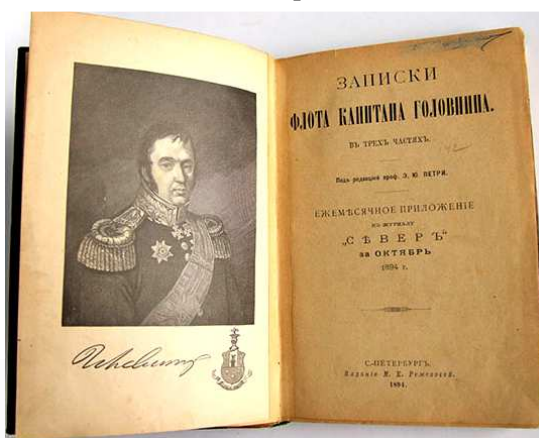 ЗАПИСКИ
ФЛОТА КАПИТАНА ГОЛОВНИНА.
ВЪ ТРЕХЪ ЧАСТЯХЪ.
Подъ редакціей проф. Э. Ю. ПЕТРИ.
ЕЖЕМѢСЯЧНОЕ ПРИЛОЖЕНІЕ
КЪ ЖУРНАЛУ
„СѢВЕРЪ“
за ОКТЯБРЬ
1894 г.
С.-ПЕТЕРБУРГЪ.
Изданіе Н. Ѳ.
1894.